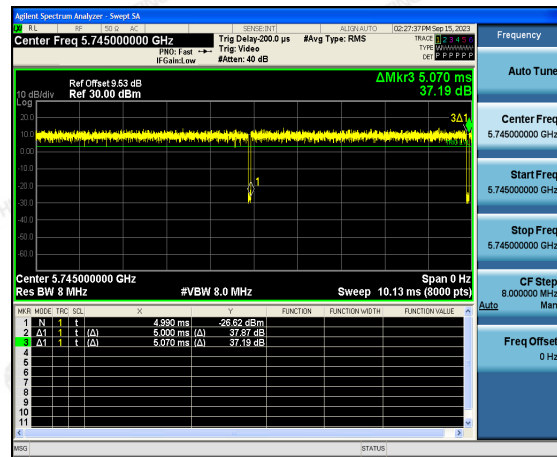 Agilent Spectrum Analyzer - Swept SA
RL RF 50 Ω AC SENSE:INT ALIGNAUTO 02:27:37 PM Sep 15, 2023
Frequency
Center Freq 5.745000000 GHz
PNO: Fast
IFGain:Low
Trig Delay-200.0 µs
Trig: Video
#Atten: 40 dB
#Avg Type: RMS
TRACE 1 2 3 4 5 6
TYPE
DET P P P P P P
Auto Tune
Ref Offset 9.53 dB
Ref 30.00 dBm
10 dB/div
Log
ΔMkr3 5.070 ms
37.19 dB
20.0
10.0
0.00
-10.0
-20.0
-30.0
-40.0
-50.0
-60.0
3Δ1
1
Center Freq
5.745000000 GHz
Start Freq
5.745000000 GHz
Stop Freq
5.745000000 GHz
Center 5.745000000 GHz
Res BW 8 MHz
#VBW 8.0 MHz
Span 0 Hz
Sweep 10.13 ms (8000 pts)
CF Step
8.000000 MHz
Auto Man
MKR MODE TRC SCL X Y FUNCTION FUNCTION WIDTH FUNCTION VALUE
1 N 1 t 4.990 ms -26.62 dBm
2 Δ1 1 t (Δ) 5.000 ms (Δ) 37.87 dB
3 Δ1 1 t (Δ) 5.070 ms (Δ) 37.19 dB
4
5
6
7
8
9
10
11
Freq Offset
0 Hz
MSG
STATUS